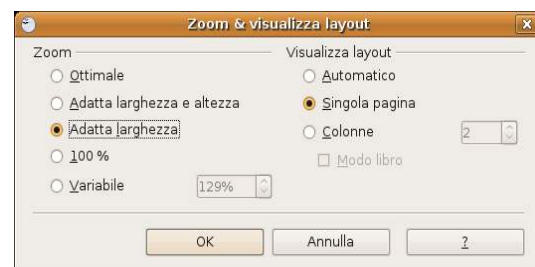 Zoom & visualizza layout
Zoom
Ottimale
Adatta larghezza e altezza
Adatta larghezza
100 %
Variabile 129%
Visualizza layout
Automatico
Singola pagina
Colonne 2
Modo libro
OK Annulla ?